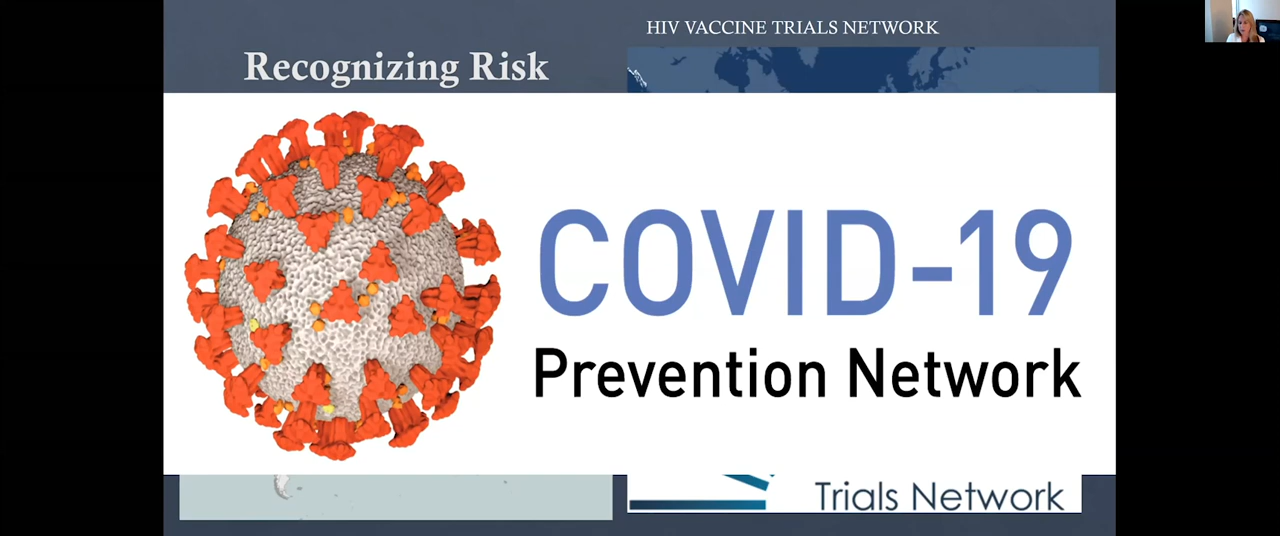 HIV VACCINE TRIALS NETWORK
Recognizing Risk
COVID-19
Prevention Network
Trials Network